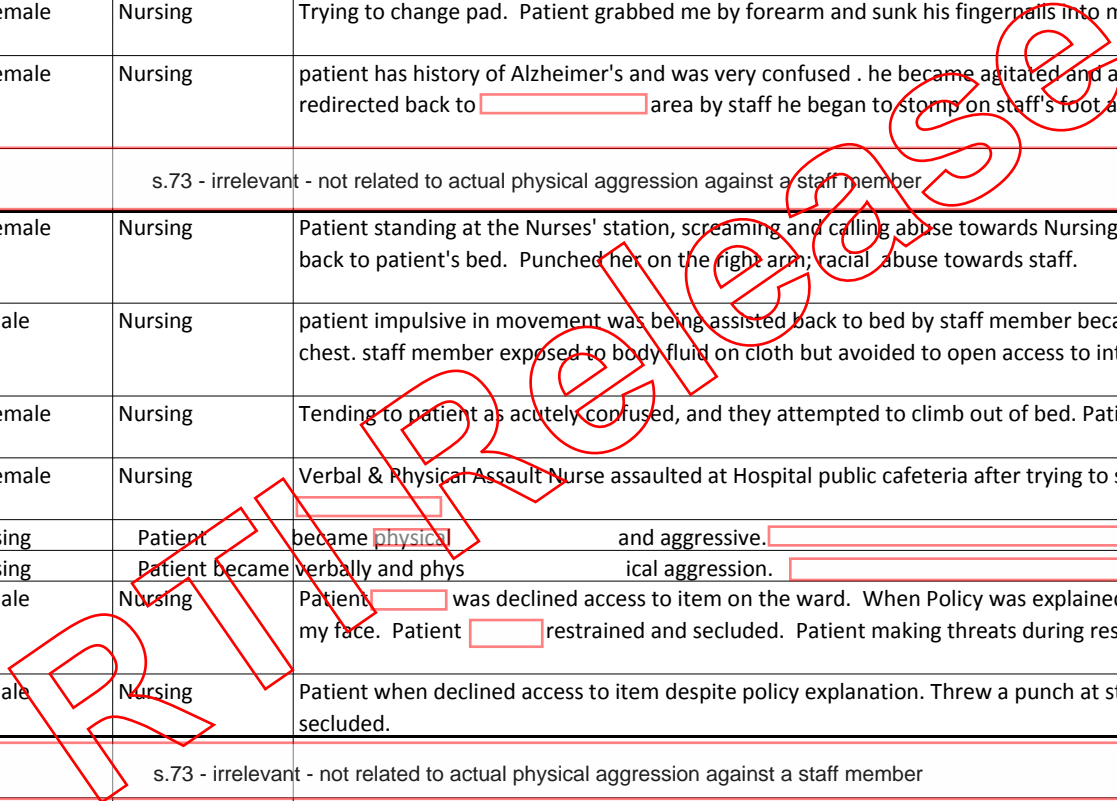 emale Nursing Trying to change pad.  Patient grabbed me by forearm and sunk his fingernails into m
emale Nursing patient has history of Alzheimer's and was very confused . he became agitated and a
redirected back to area by staff he began to stomp on staff's foot a
s.73 - irrelevant - not related to actual physical aggression against a staff member
emale Nursing Patient standing at the Nurses' station, screaming and calling abuse towards Nursing
back to patient's bed.  Punched her on the right arm; racial  abuse towards staff.
ale Nursing patient impulsive in movement was being assisted back to bed by staff member beca
chest. staff member exposed to body fluid on cloth but avoided to open access to int
emale Nursing Tending to patient as acutely confused, and they attempted to climb out of bed. Pati
emale Nursing Verbal & Physical Assault Nurse assaulted at Hospital public cafeteria after trying to s
sing Patient became physical and aggressive.
sing Patient became verbally and phys ical aggression.
ale Nursing Patient was declined access to item on the ward.  When Policy was explained
my face.  Patient restrained and secluded.  Patient making threats during res
ale Nursing Patient when declined access to item despite policy explanation. Threw a punch at st
secluded.
s.73 - irrelevant - not related to actual physical aggression against a staff member
RTI Release